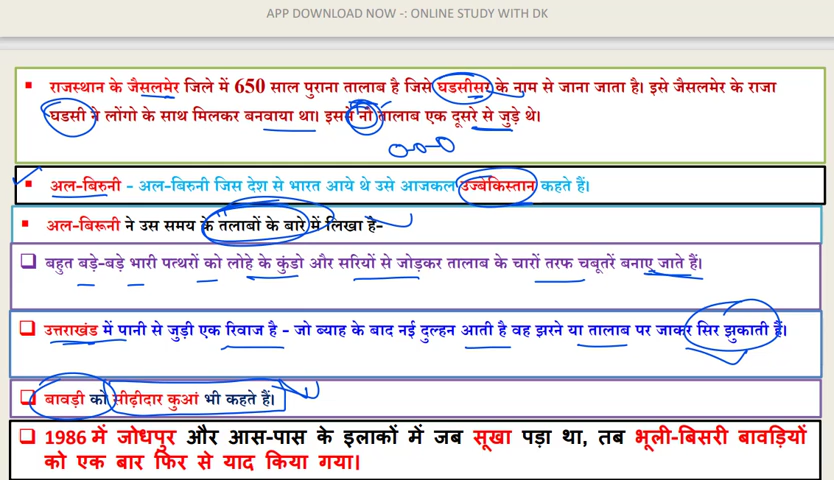 APP DOWNLOAD NOW -: ONLINE STUDY WITH DK
▪ राजस्थान के जैसलमेर जिले में 650 साल पुराना तालाब है जिसे घडसीसर के नाम से जाना जाता है। इसे जैसलमेर के राजा
घडसी ने लोंगो के साथ मिलकर बनवाया था। इसमें नो तालाब एक दूसरे से जुड़े थे।
▪ अल-बिरुनी - अल-बिरुनी जिस देश से भारत आये थे उसे आजकल उज्बेकिस्तान कहते हैं।
▪ अल-बिरूनी ने उस समय के तलाबों के बारे में लिखा है-
❑ बहुत बड़े-बड़े भारी पत्थरों को लोहे के कुंडो और सरियों से जोड़कर तालाब के चारों तरफ चबूतरें बनाए जाते हैं।
❑ उत्तराखंड में पानी से जुड़ी एक रिवाज है - जो ब्याह के बाद नई दुल्हन आती है वह झरने या तालाब पर जाकर सिर झुकाती हैं।
❑ बावड़ी को सीढ़ीदार कुआं भी कहते हैं।
❑ 1986 में जोधपुर और आस-पास के इलाकों में जब सूखा पड़ा था, तब भूली-बिसरी बावड़ियों
को एक बार फिर से याद किया गया।